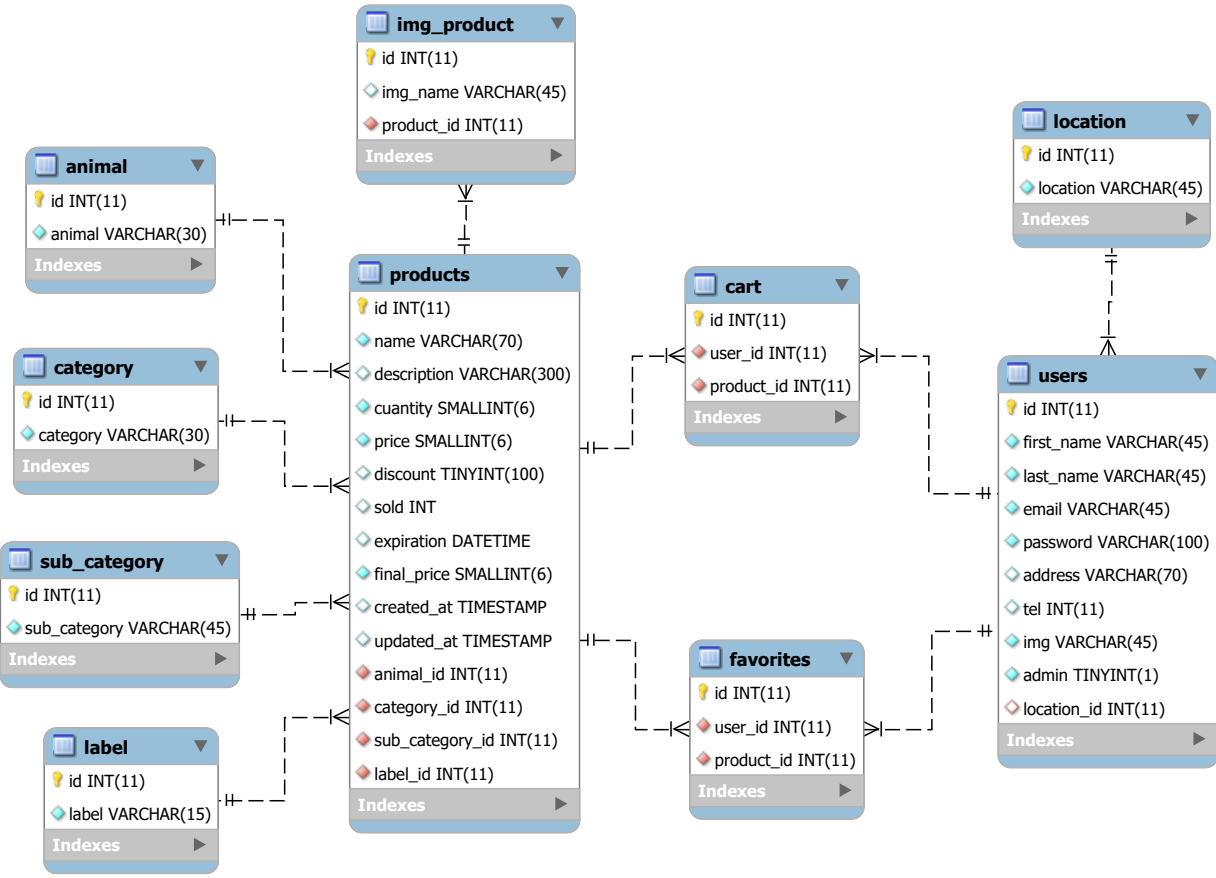 img_product
id INT(11)
img_name VARCHAR(45)
product_id INT(11)
Indexes
animal
id INT(11)
animal VARCHAR(30)
Indexes
category
id INT(11)
category VARCHAR(30)
Indexes
sub_category
id INT(11)
sub_category VARCHAR(45)
Indexes
label
id INT(11)
label VARCHAR(15)
Indexes
products
id INT(11)
name VARCHAR(70)
description VARCHAR(300)
cuantity SMALLINT(6)
price SMALLINT(6)
discount TINYINT(100)
sold INT
expiration DATETIME
final_price SMALLINT(6)
created_at TIMESTAMP
updated_at TIMESTAMP
animal_id INT(11)
category_id INT(11)
sub_category_id INT(11)
label_id INT(11)
Indexes
cart
id INT(11)
user_id INT(11)
product_id INT(11)
Indexes
favorites
id INT(11)
user_id INT(11)
product_id INT(11)
Indexes
location
id INT(11)
location VARCHAR(45)
Indexes
users
id INT(11)
first_name VARCHAR(45)
last_name VARCHAR(45)
email VARCHAR(45)
password VARCHAR(100)
address VARCHAR(70)
tel INT(11)
img VARCHAR(45)
admin TINYINT(1)
location_id INT(11)
Indexes